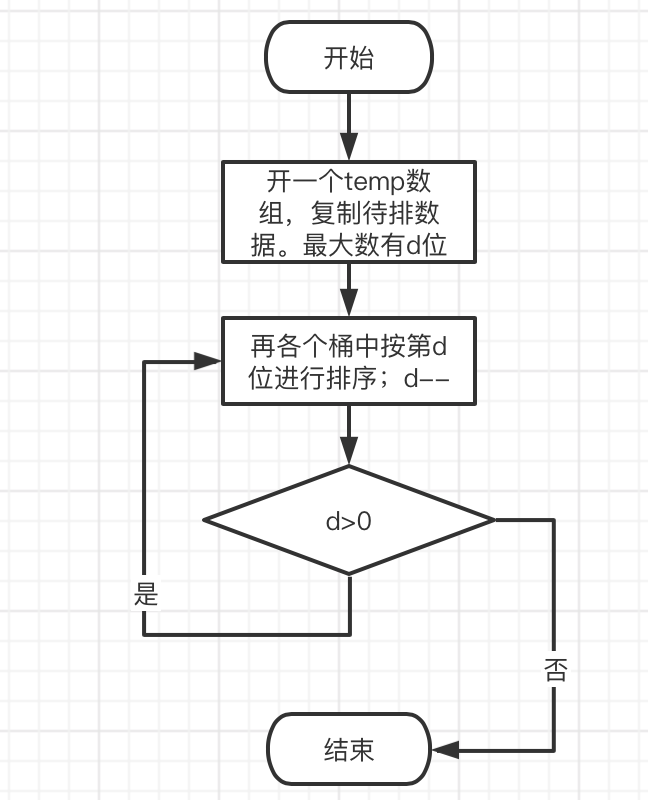 开始
开一个temp数
组，复制待排数
据。最大数有d位
再各个桶中按第d
位进行排序；d--
d>0
是
否
结束